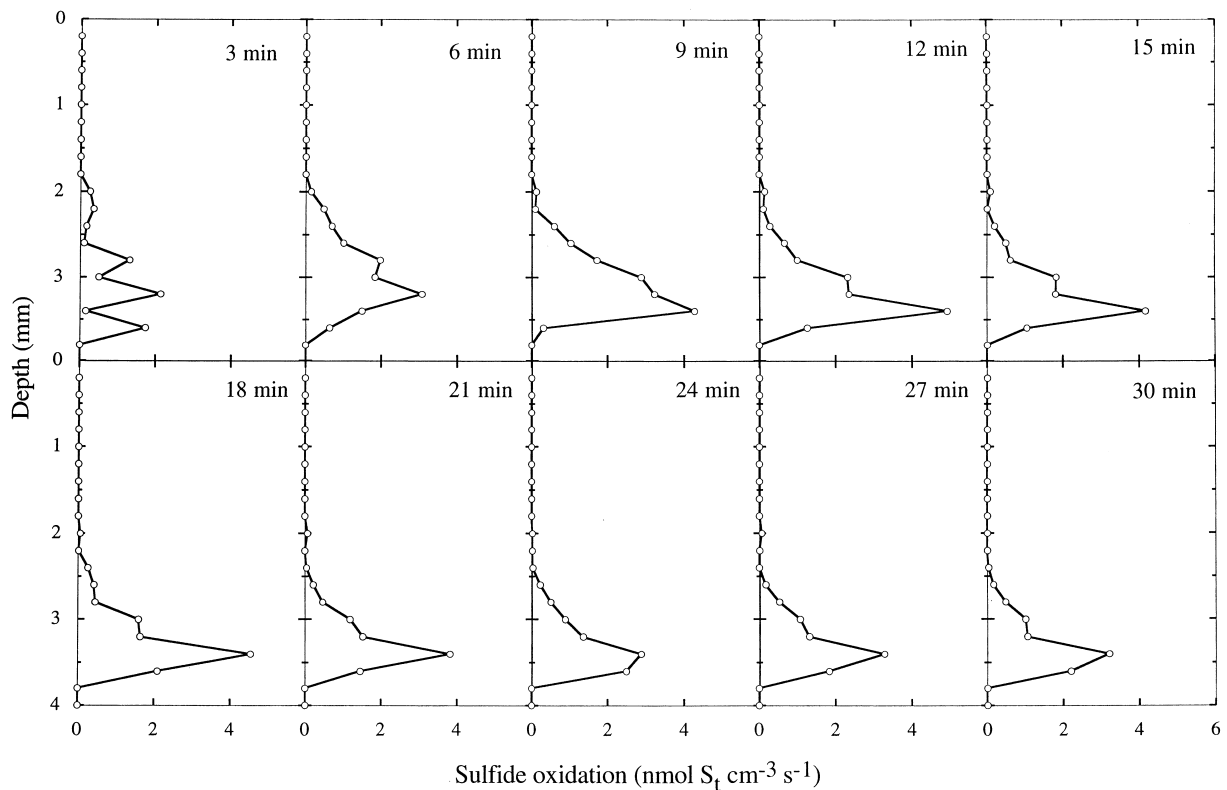 0
3 min
6 min
9 min
12 min
15 min
1
2
3
0
18 min
21 min
24 min
27 min
30 min
1
2
3
4
Depth (mm)
0 2 4 0 2 4 0 2 4 0 2 4 0 2 4 6
Sulfide oxidation (nmol St cm-3 s-1)